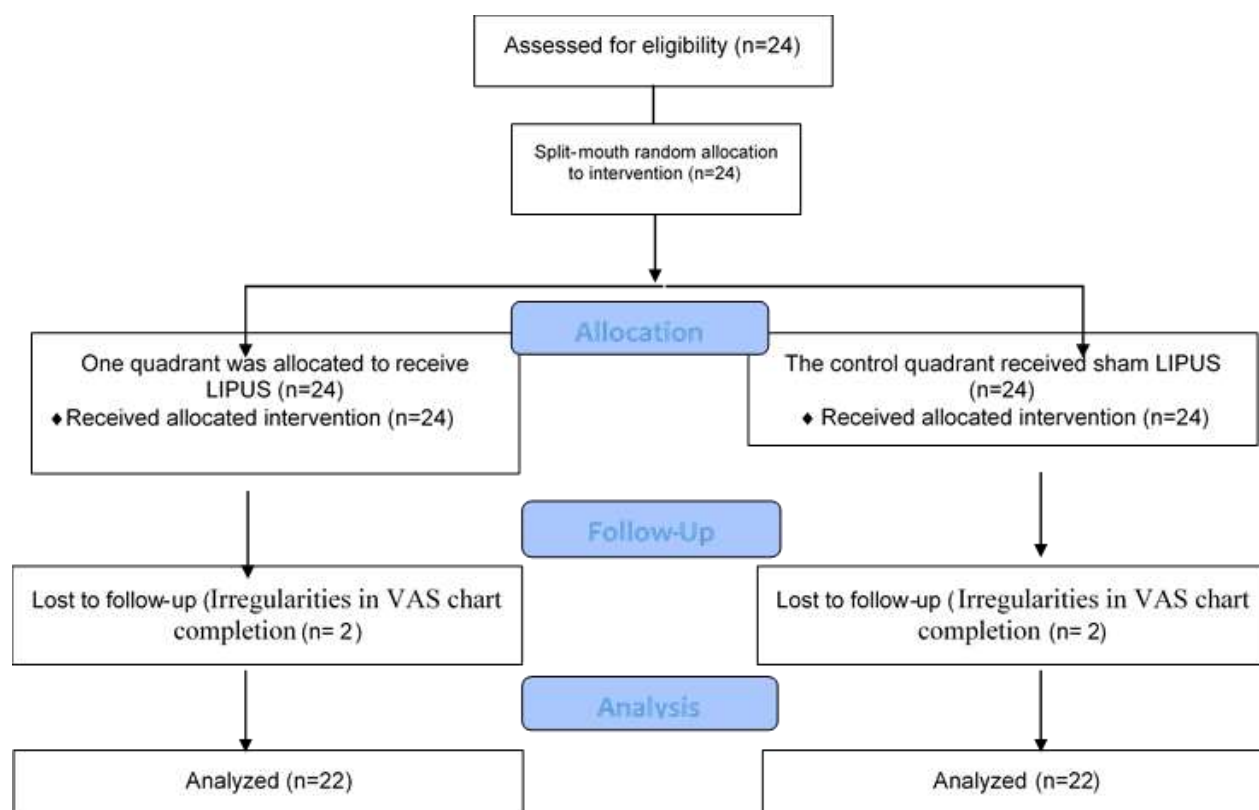 Assessed for eligibility (n=24)
Split-mouth random allocation
to intervention (n=24)
Allocation
One quadrant was allocated to receive
LIPUS (n=24)
♦Received allocated intervention (n=24)
The control quadrant received sham LIPUS
(n=24)
♦ Received allocated intervention (n=24)
Follow-Up
Lost to follow-up (Irregularities in VAS chart
completion (n= 2)
Lost to follow-up (Irregularities in VAS chart
completion (n= 2)
Analysis
Analyzed (n=22)
Analyzed (n=22)